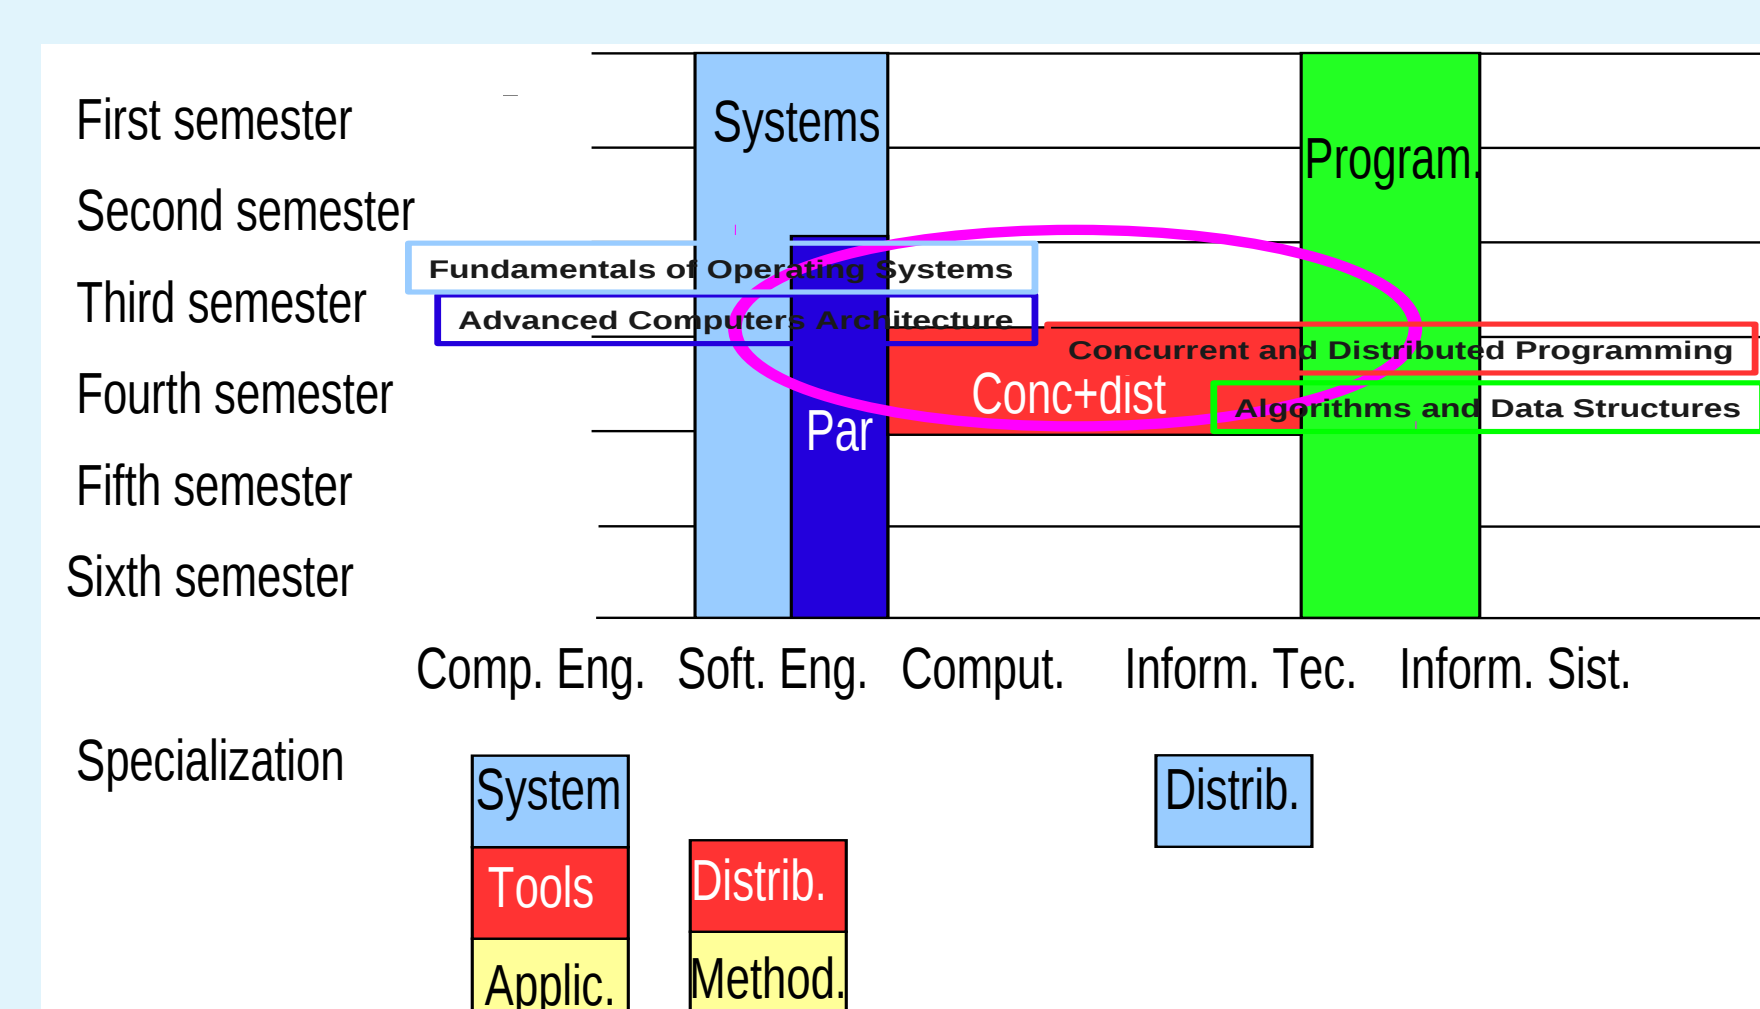 First semester
Systems
Program.
Second semester
Fundamentals of Operating Systems
Third semester
Advanced Computers Architecture
Concurrent and Distributed Programming
Fourth semester
Conc+dist
Algorithms and Data Structures
Par
Fifth semester
Sixth semester
Comp. Eng. Soft. Eng. Comput. Inform. Tec. Inform. Sist.
Specialization
System
Distrib.
Tools
Distrib.
Applic.
Method.